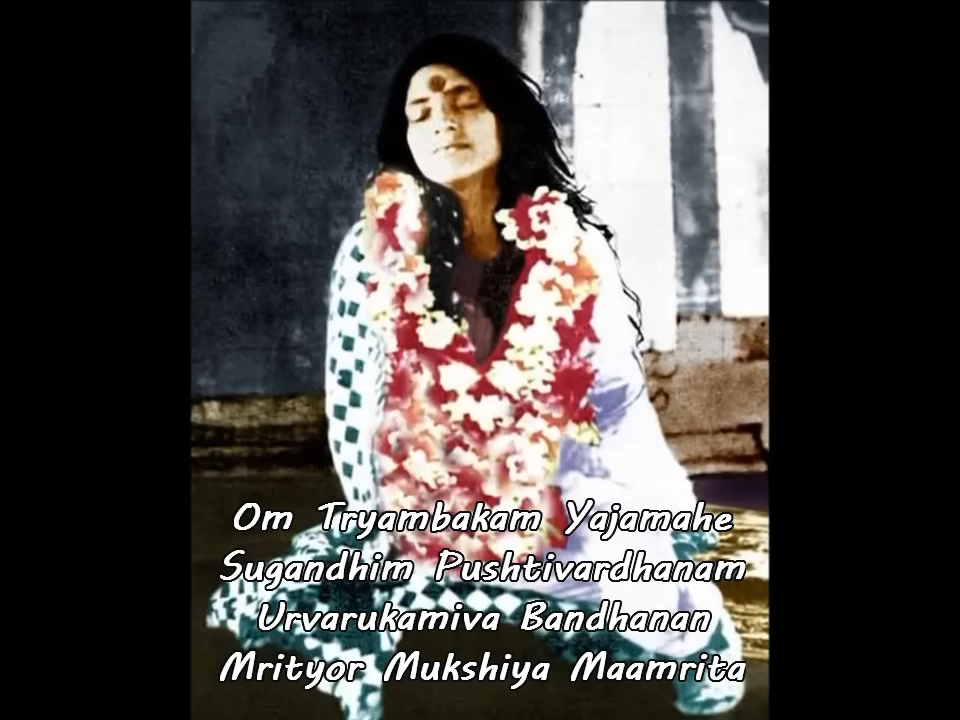 Om Tryambakam Yajamahe
Sugandhim Pushtivardhanam
Urvarukamiva Bandhanan
Mrityor Mukshiya Maamrita